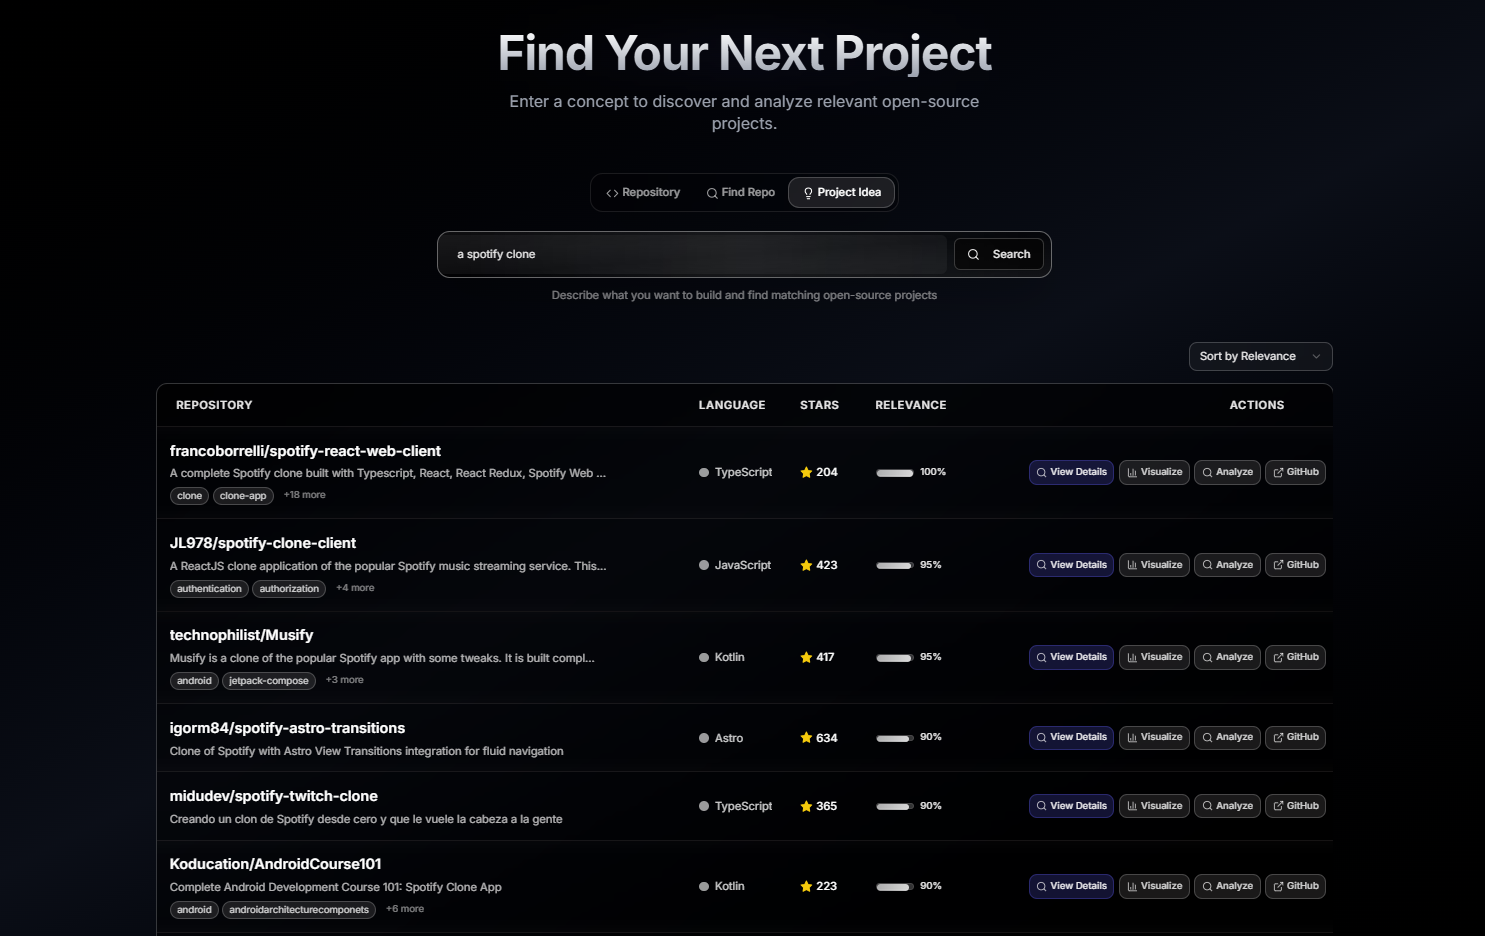 Find Your Next Project
Enter a concept to discover and analyze relevant open-source
projects.
Repository Find Repo Project Idea
a spotify clone Search
Describe what you want to build and find matching open-source projects
Sort by Relevance
REPOSITORY LANGUAGE STARS RELEVANCE ACTIONS
francoborrelli/spotify-react-web-client
A complete Spotify clone built with Typescript, React, React Redux, Spotify Web ...
clone clone-app +18 more
TypeScript 204 100% View Details Visualize Analyze GitHub
JL978/spotify-clone-client
A ReactJS clone application of the popular Spotify music streaming service. This...
authentication authorization +4 more
JavaScript 423 95% View Details Visualize Analyze GitHub
technophilist/Musify
Musify is a clone of the popular Spotify app with some tweaks. It is built compl...
android jetpack-compose +3 more
Kotlin 417 95% View Details Visualize Analyze GitHub
igorm84/spotify-astro-transitions
Clone of Spotify with Astro View Transitions integration for fluid navigation
Astro 634 90% View Details Visualize Analyze GitHub
midudev/spotify-twitch-clone
Creando un clon de Spotify desde cero y que le vuele la cabeza a la gente
TypeScript 365 90% View Details Visualize Analyze GitHub
Koducation/AndroidCourse101
Complete Android Development Course 101: Spotify Clone App
android androidarchitecturecomponets +6 more
Kotlin 223 90% View Details Visualize Analyze GitHub